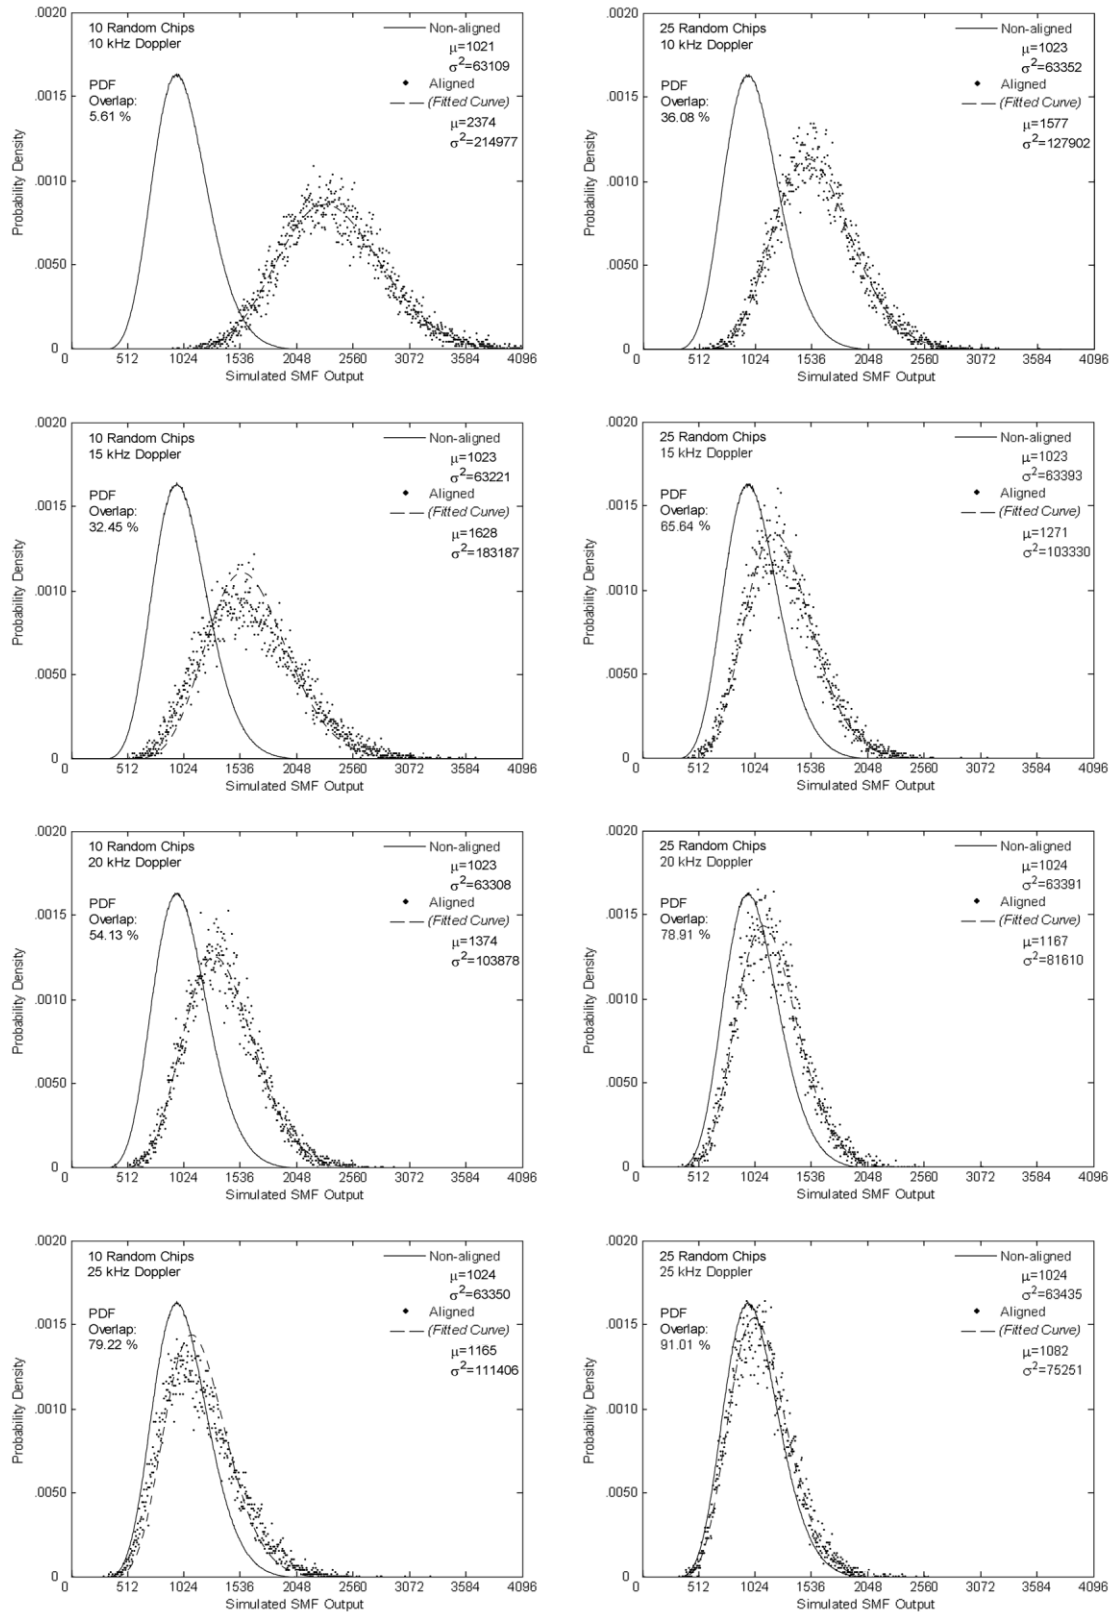 10 Random Chips
10 kHz Doppler
PDF
Overlap:
5.61 %
Non-aligned
μ=1021
σ²=63109
Aligned
(Fitted Curve)
μ=2374
σ²=214977
Probability Density
.0020
.0015
.0010
.0050
0
0 512 1024 1536 2048 2560 3072 3584 4096
Simulated SMF Output
25 Random Chips
10 kHz Doppler
PDF
Overlap:
36.08 %
Non-aligned
μ=1023
σ²=63352
Aligned
(Fitted Curve)
μ=1577
σ²=127902
Probability Density
.0020
.0015
.0010
.0050
0
0 512 1024 1536 2048 2560 3072 3584 4096
Simulated SMF Output
10 Random Chips
15 kHz Doppler
PDF
Overlap:
32.45 %
Non-aligned
μ=1023
σ²=63221
Aligned
(Fitted Curve)
μ=1628
σ²=183187
Probability Density
.0020
.0015
.0010
.0050
0
0 512 1024 1536 2048 2560 3072 3584 4096
Simulated SMF Output
25 Random Chips
15 kHz Doppler
PDF
Overlap:
65.64 %
Non-aligned
μ=1023
σ²=63393
Aligned
(Fitted Curve)
μ=1271
σ²=103330
Probability Density
.0020
.0015
.0010
.0050
0
0 512 1024 1536 2048 2560 3072 3584 4096
Simulated SMF Output
10 Random Chips
20 kHz Doppler
PDF
Overlap:
54.13 %
Non-aligned
μ=1023
σ²=63308
Aligned
(Fitted Curve)
μ=1374
σ²=103878
Probability Density
.0020
.0015
.0010
.0050
0
0 512 1024 1536 2048 2560 3072 3584 4096
Simulated SMF Output
25 Random Chips
20 kHz Doppler
PDF
Overlap:
78.91 %
Non-aligned
μ=1024
σ²=63391
Aligned
(Fitted Curve)
μ=1167
σ²=81610
Probability Density
.0020
.0015
.0010
.0050
0
0 512 1024 1536 2048 2560 3072 3584 4096
Simulated SMF Output
10 Random Chips
25 kHz Doppler
PDF
Overlap:
79.22 %
Non-aligned
μ=1024
σ²=63350
Aligned
(Fitted Curve)
μ=1165
σ²=111406
Probability Density
.0020
.0015
.0010
.0050
0
0 512 1024 1536 2048 2560 3072 3584 4096
Simulated SMF Output
25 Random Chips
25 kHz Doppler
PDF
Overlap:
91.01 %
Non-aligned
μ=1024
σ²=63435
Aligned
(Fitted Curve)
μ=1082
σ²=75251
Probability Density
.0020
.0015
.0010
.0050
0
0 512 1024 1536 2048 2560 3072 3584 4096
Simulated SMF Output